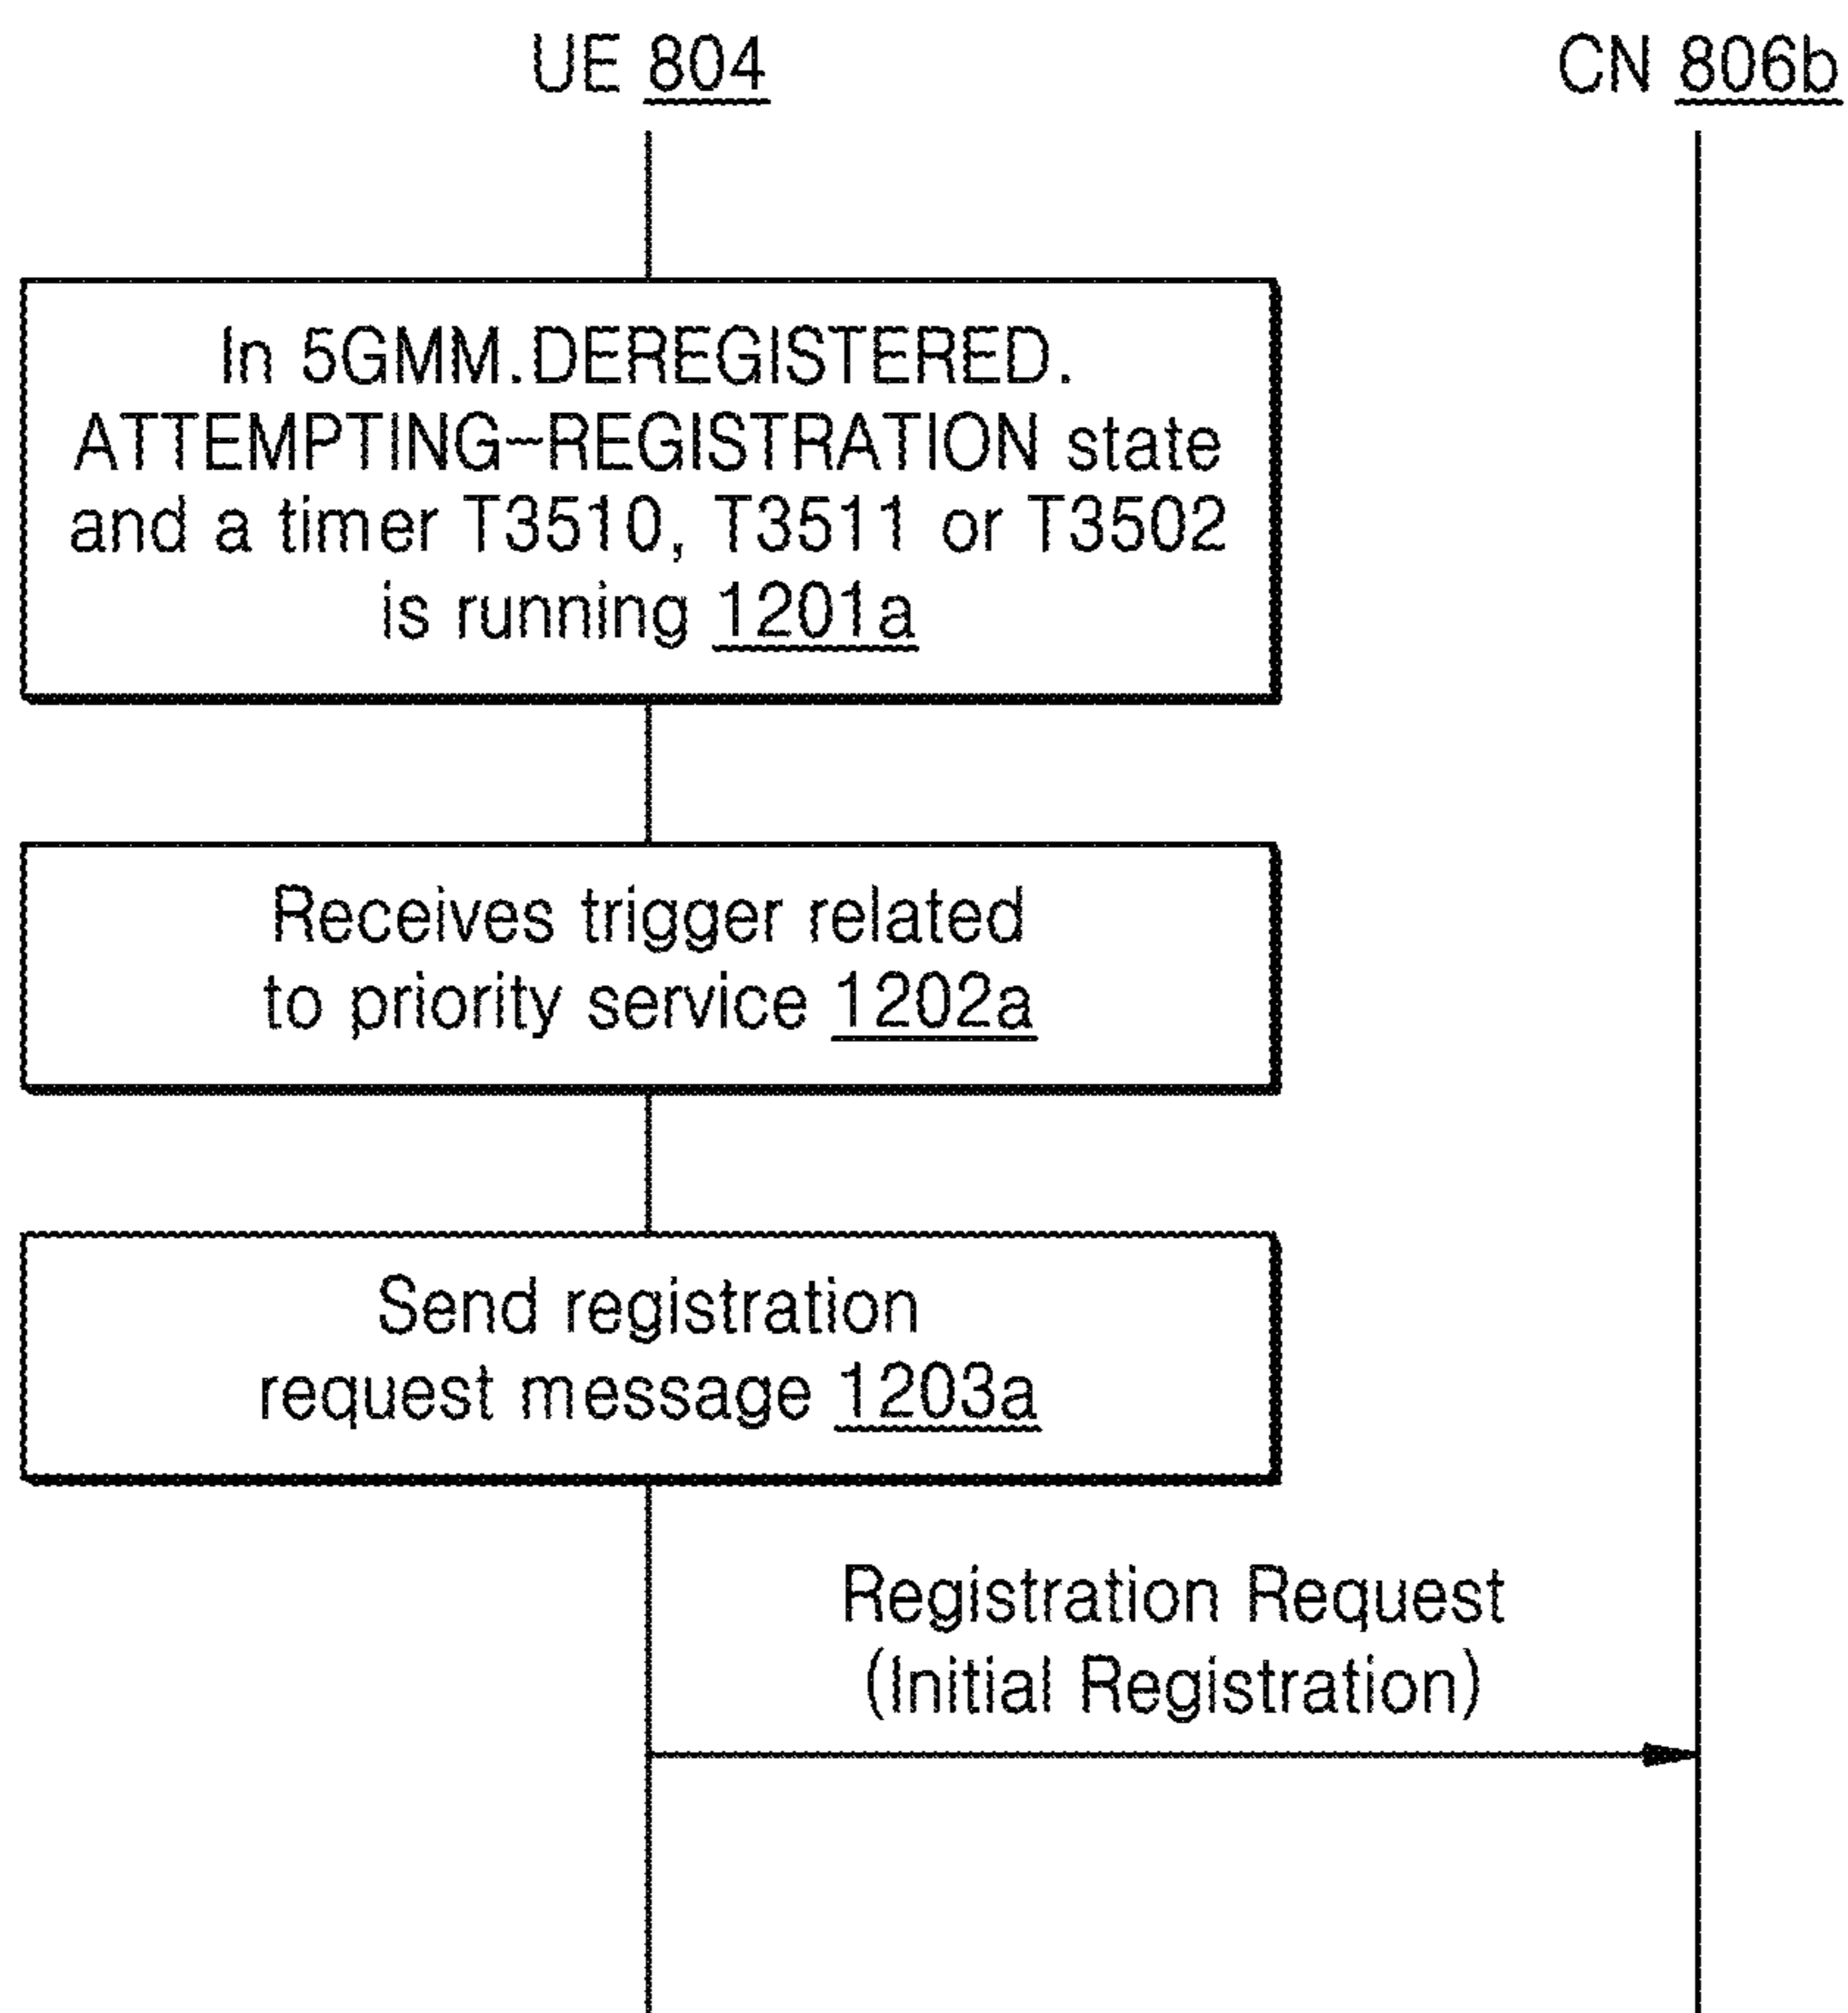 UE 804
CN 806b
In 5GMM.DEREGISTERED.
ATTEMPTING-REGISTRATION state
and a timer T3510, T3511 or T3502
is running 1201a
Receives trigger related
to priority service 1202a
Send registration
request message 1203a
Registration Request
(Initial Registration)